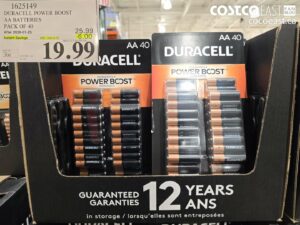 1625149
DURACELL POWER BOOST
AA BATTERIES
PACK OF 40
25.99
6.00
19.99
COSTCO EAST
cocoeast.ca
AA 40
DURACELL
POWER BOOST
AA 40
DURACELL
POWER BOOST
GUARANTEED
GARANTIES
12 YEARS
ANS
in storage / lorsqu'elles sont entreposées